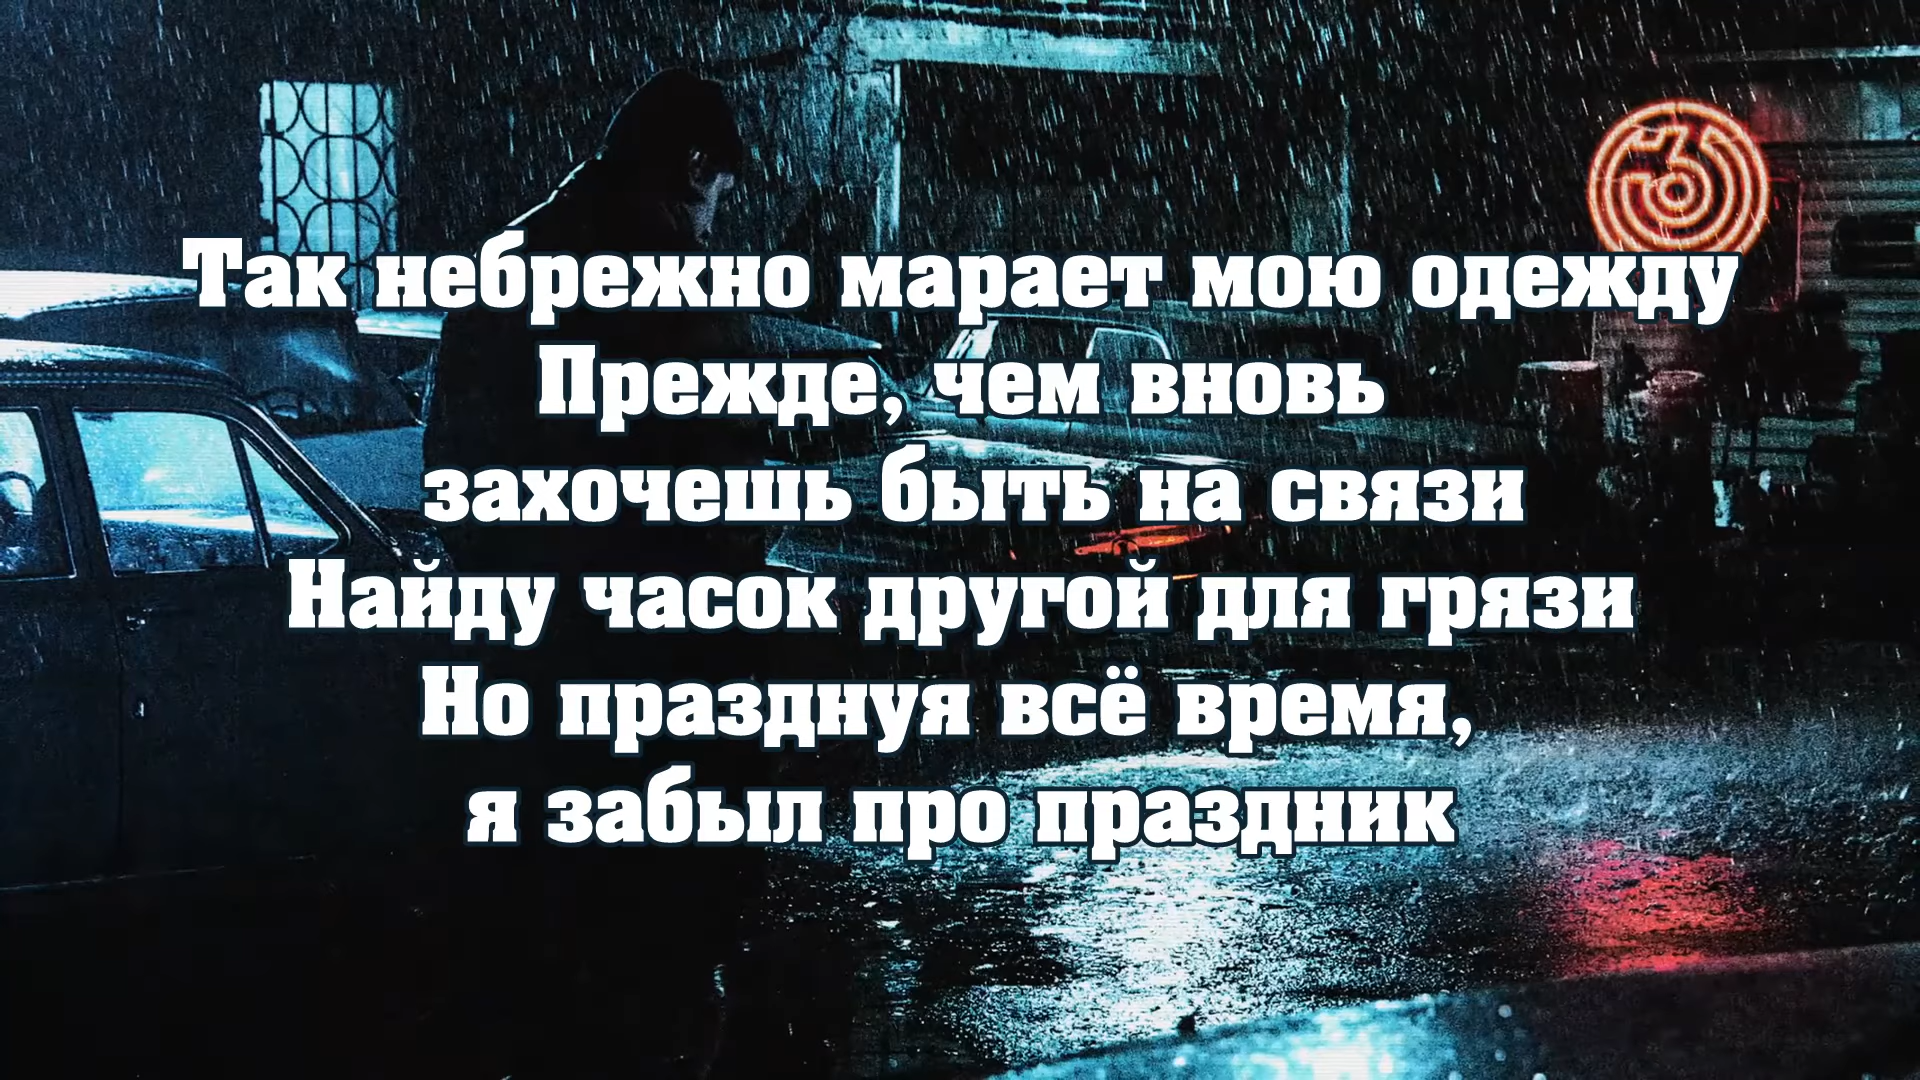 Так небрежно марает мою одежду
Прежде, чем вновь
захочешь быть на связи
Найду часок другой для грязи
Но празднуя всё время,
я забыл про праздник